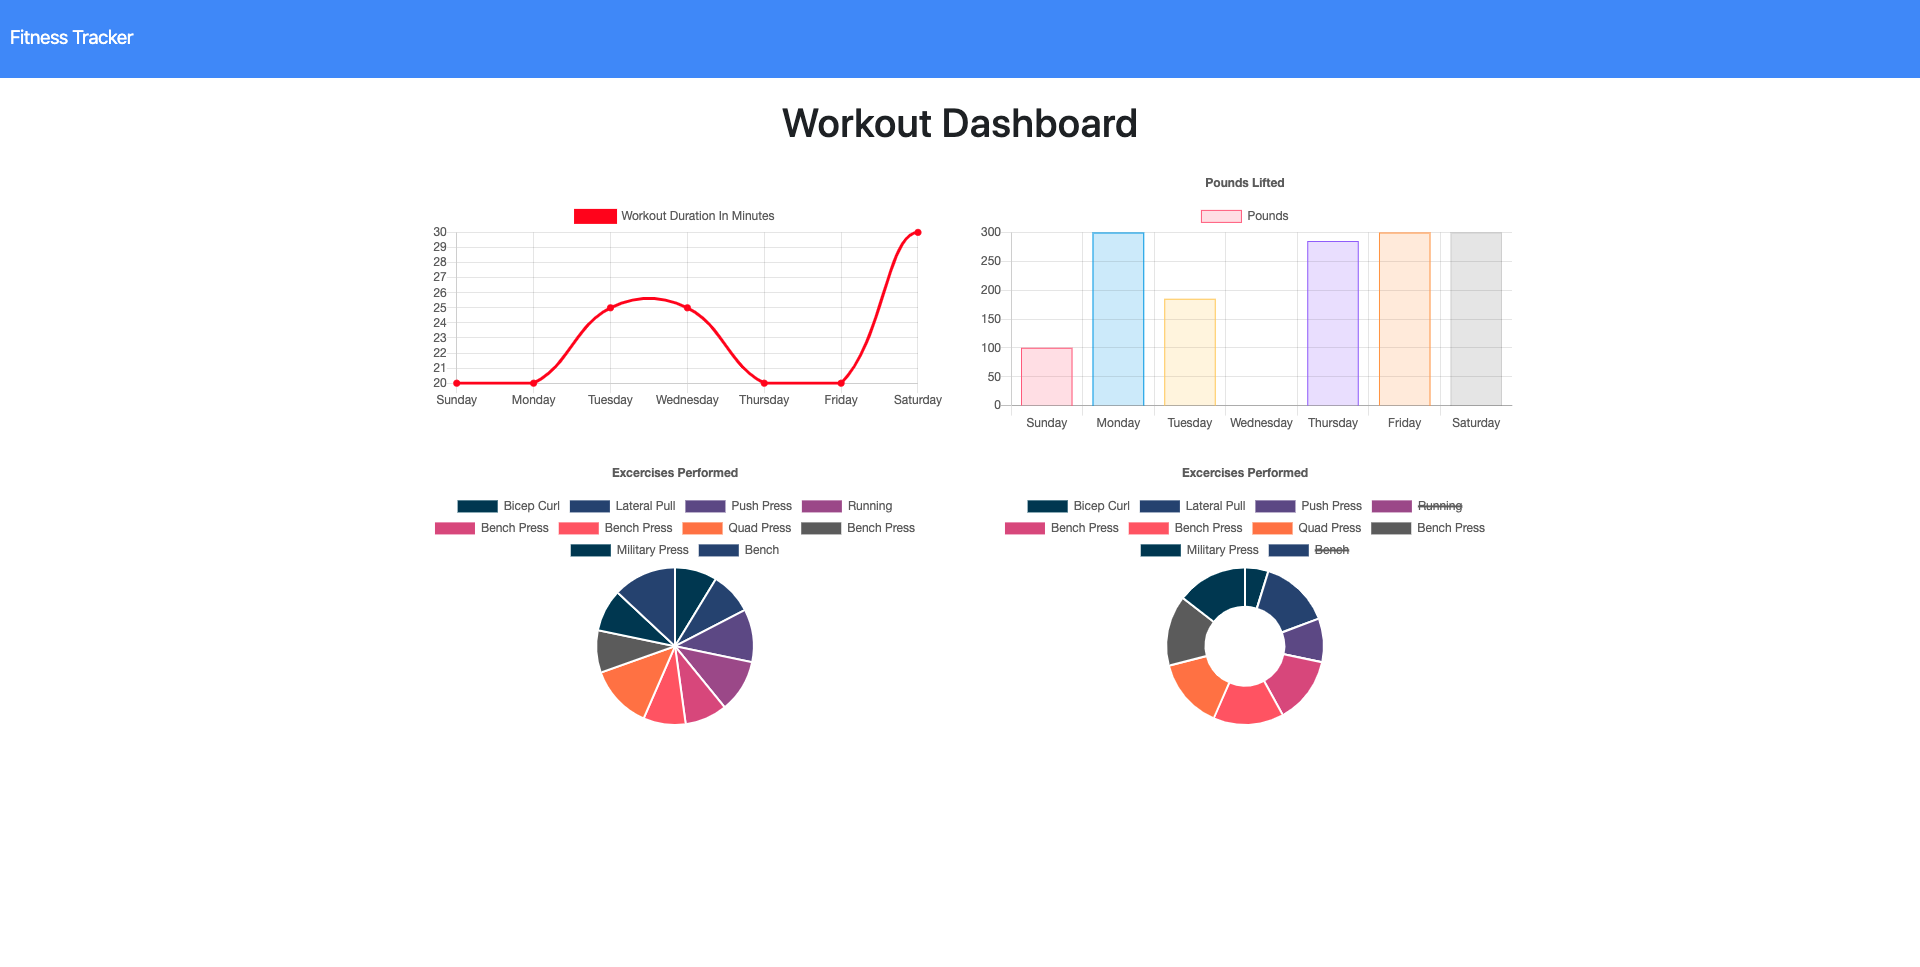 Fitness Tracker
Workout Dashboard
Workout Duration In Minutes
30
29
28
27
26
25
24
23
22
21
20
Sunday Monday Tuesday Wednesday Thursday Friday Saturday
Pounds Lifted
Pounds
300
250
200
150
100
50
0
Sunday Monday Tuesday Wednesday Thursday Friday Saturday
Excercises Performed
Bicep Curl Lateral Pull Push Press Running
Bench Press Bench Press Quad Press Bench Press
Military Press Bench
Excercises Performed
Bicep Curl Lateral Pull Push Press Running
Bench Press Bench Press Quad Press Bench Press
Military Press Bench